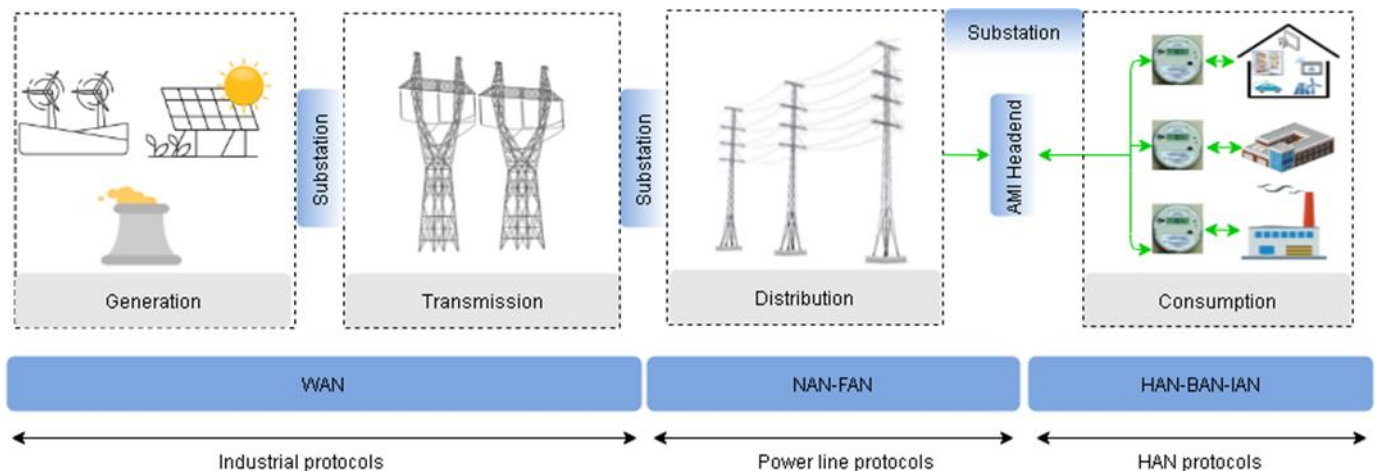 Substation
Substation
Substation
AMI Headend
Generation
Transmission
Distribution
Consumption
WAN
NAN-FAN
HAN-BAN-IAN
Industrial protocols
Power line protocols
HAN protocols